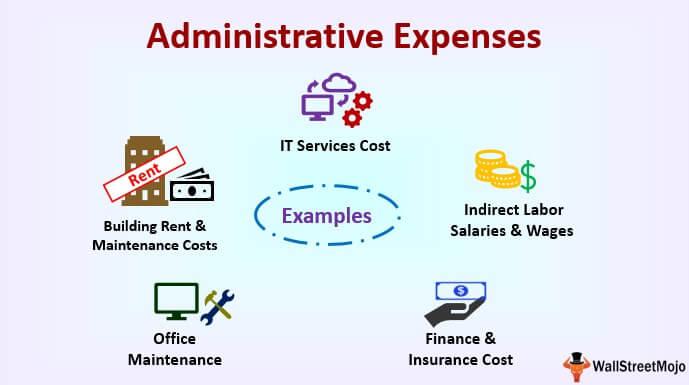 Administrative Expenses
IT Services Cost
Rent
Building Rent &
Maintenance Costs
Examples
$
Indirect Labor
Salaries & Wages
Office
Maintenance
$
Finance &
Insurance Cost
WallStreetMojo